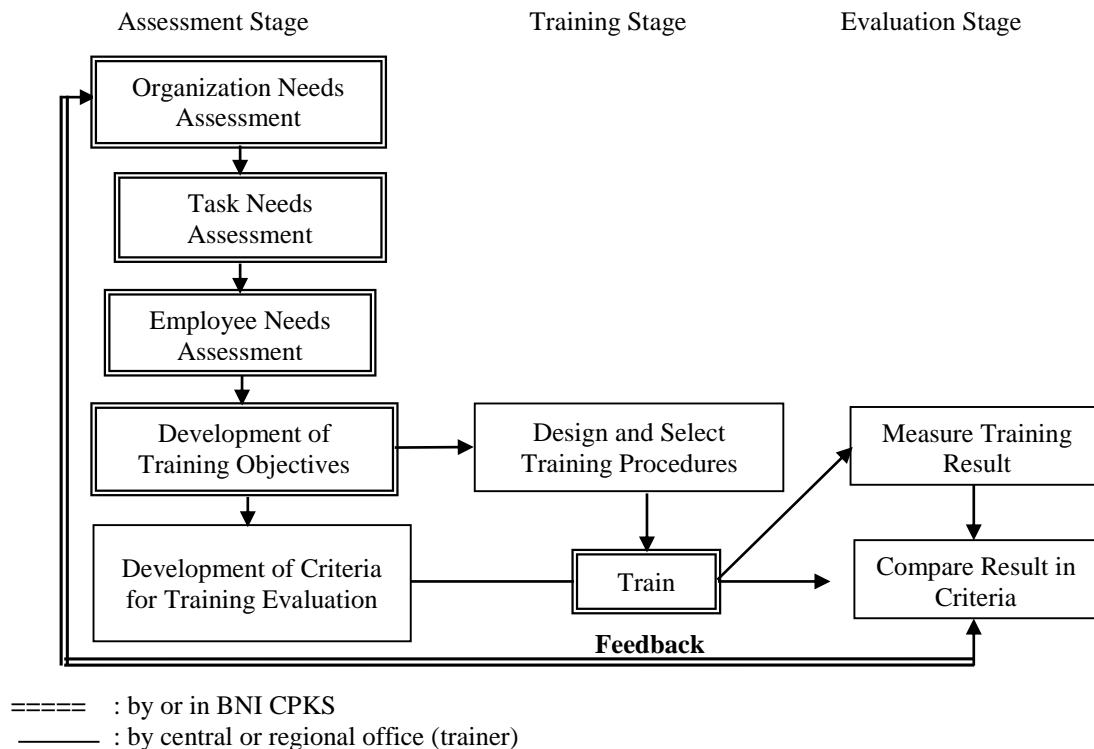 Assessment Stage
Training Stage
Evaluation Stage
Organization Needs
Assessment
Task Needs
Assessment
Employee Needs
Assessment
Development of
Training Objectives
Design and Select
Training Procedures
Measure Training
Result
Development of Criteria
for Training Evaluation
Train
Compare Result in
Criteria
Feedback
===== : by or in BNI CPKS
_______ : by central or regional office (trainer)